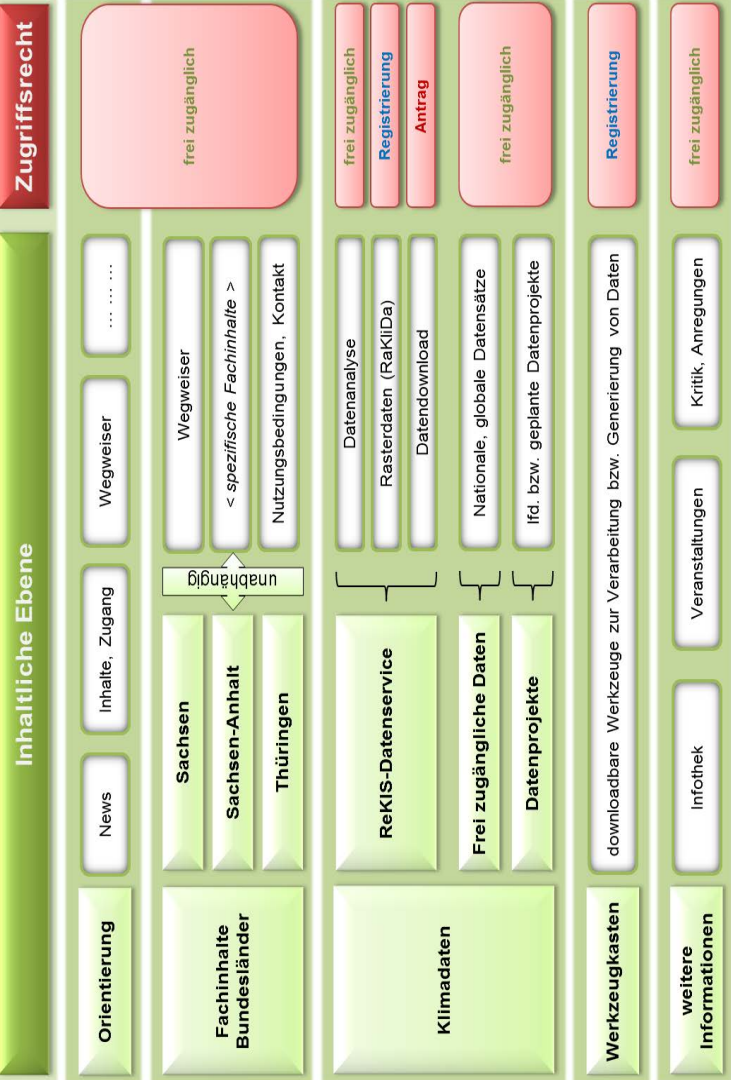 Inhaltliche Ebene
Zugriffsrecht
Orientierung
News
Inhalte, Zugang
Wegweiser
... ... ...
frei zugänglich
Fachinhalte
Bundesländer
Sachsen
Sachsen-Anhalt
Thüringen
unabhängig
Wegweiser
< spezifische Fachinhalte >
Nutzungsbedingungen, Kontakt
Klimadaten
ReKIS-Datenservice
Datenanalyse
frei zugänglich
Rasterdaten (RaKliDa)
Registrierung
Datendownload
Antrag
Frei zugängliche Daten
Nationale, globale Datensätze
frei zugänglich
Datenprojekte
lfd. bzw. geplante Datenprojekte
Werkzeugkasten
downloadbare Werkzeuge zur Verarbeitung bzw. Generierung von Daten
Registrierung
weitere
Informationen
Infothek
Veranstaltungen
Kritik, Anregungen
frei zugänglich